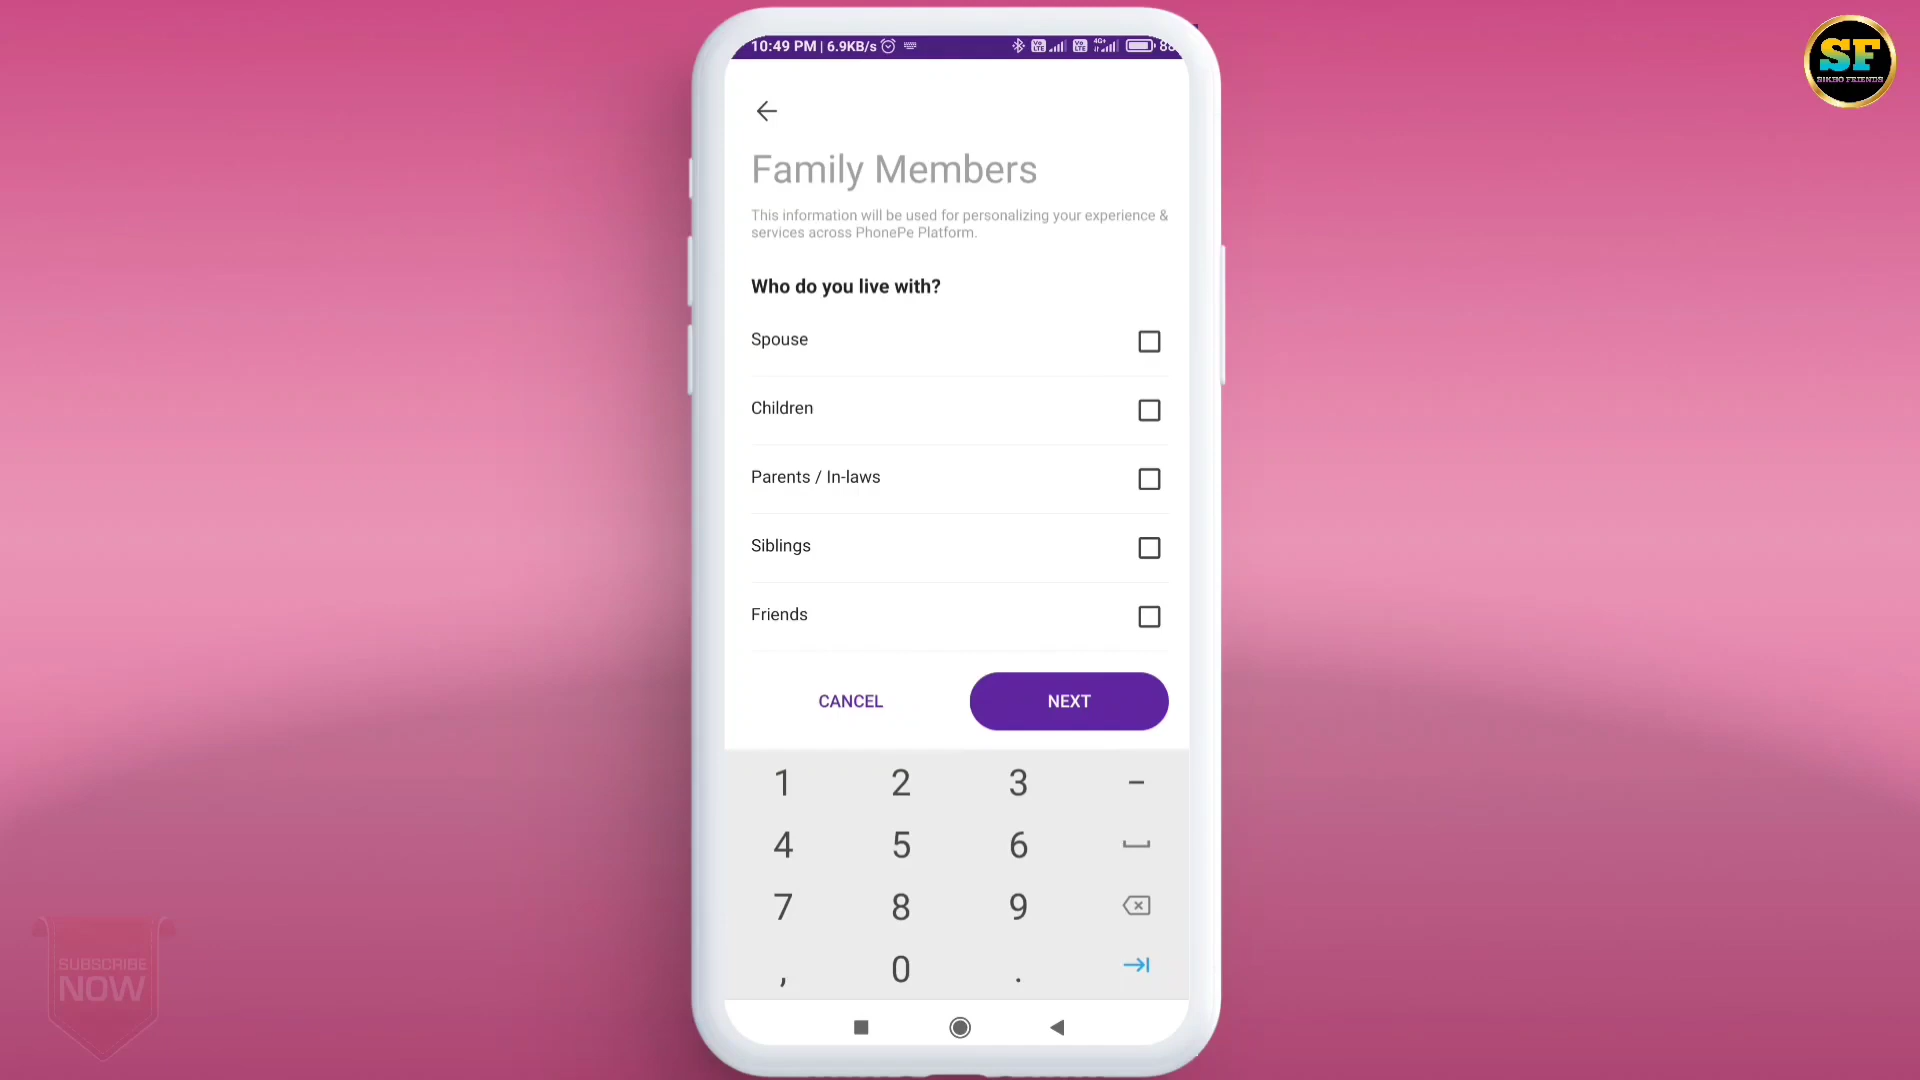 10:49 PM | 6.9KB/s
SF
SIKHO FRIENDS
Family Members
This information will be used for personalizing your experience &
services across PhonePe Platform.
Who do you live with?
Spouse
Children
Parents / In-laws
Siblings
Friends
CANCEL
NEXT
1 2 3 -
4 5 6
7 8 9
, 0 .
SUBSCRIBE
NOW